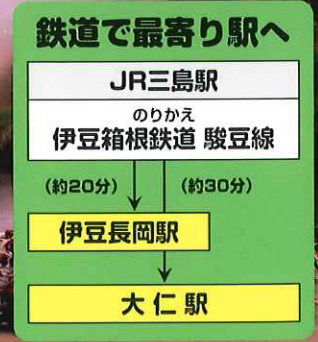 鉄道で最寄り駅へ
JR三島駅
のりかえ
伊豆箱根鉄道 駿豆線
(約20分) (約30分)
伊豆長岡駅
大仁駅